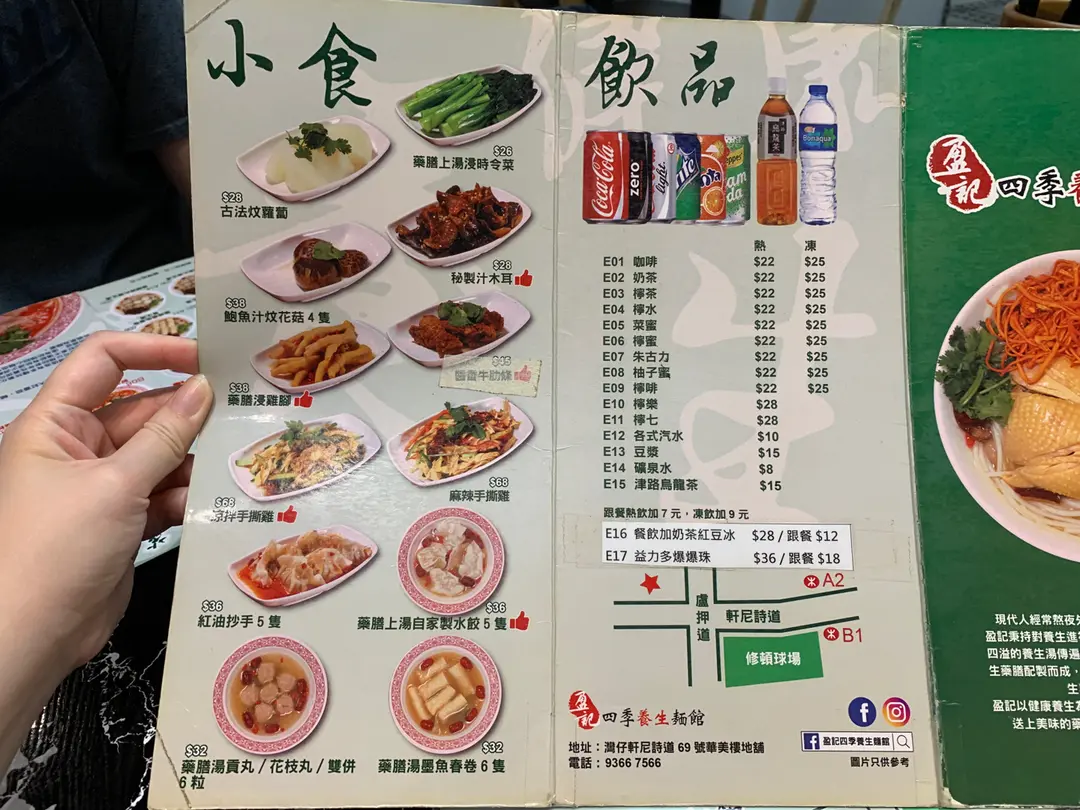 小食
$26
藥膳上湯浸時令菜
$28
古法炆蘿蔔
$28
秘製汁木耳
$38
鮑魚汁炆花菇 4 隻
$45
醬香牛肋條
$38
藥膳浸雞腳
$68
麻辣手撕雞
$68
涼拌手撕雞
$36
紅油抄手 5 隻
$36
藥膳上湯自家製水餃 5 隻
$32
藥膳湯貢丸 / 花枝丸 / 雙併
6 粒
$32
藥膳湯墨魚春卷 6 隻
飲品
Coca-Cola
zero
light
Bonaqua
烏龍茶
熱 凍
E01 咖啡 $22 $25
E02 奶茶 $22 $25
E03 檸茶 $22 $25
E04 檸水 $22 $25
E05 菜蜜 $22 $25
E06 檸蜜 $22 $25
E07 朱古力 $22 $25
E08 柚子蜜 $22 $25
E09 檸啡 $22 $25
E10 檸樂 $28
E11 檸七 $28
E12 各式汽水 $10
E13 豆漿 $15
E14 礦泉水 $8
E15 津路烏龍茶 $15
跟餐熱飲加 7 元，凍飲加 9 元
E16 餐飲加奶茶紅豆冰 $28 / 跟餐 $12
E17 益力多爆爆珠 $36 / 跟餐 $18
A2
盧押道
軒尼詩道
B1
修頓球場
盈記四季養生麵館
盈記四季養生麵館
地址：灣仔軒尼詩道 69 號華美樓地舖
電話：9366 7566
圖片只供參考
盈記 四季養
現代人經常熬夜
盈記秉持對養生進
四溢的養生湯傳遍
生藥膳配製而成，
生
盈記以健康養生
送上美味的藥